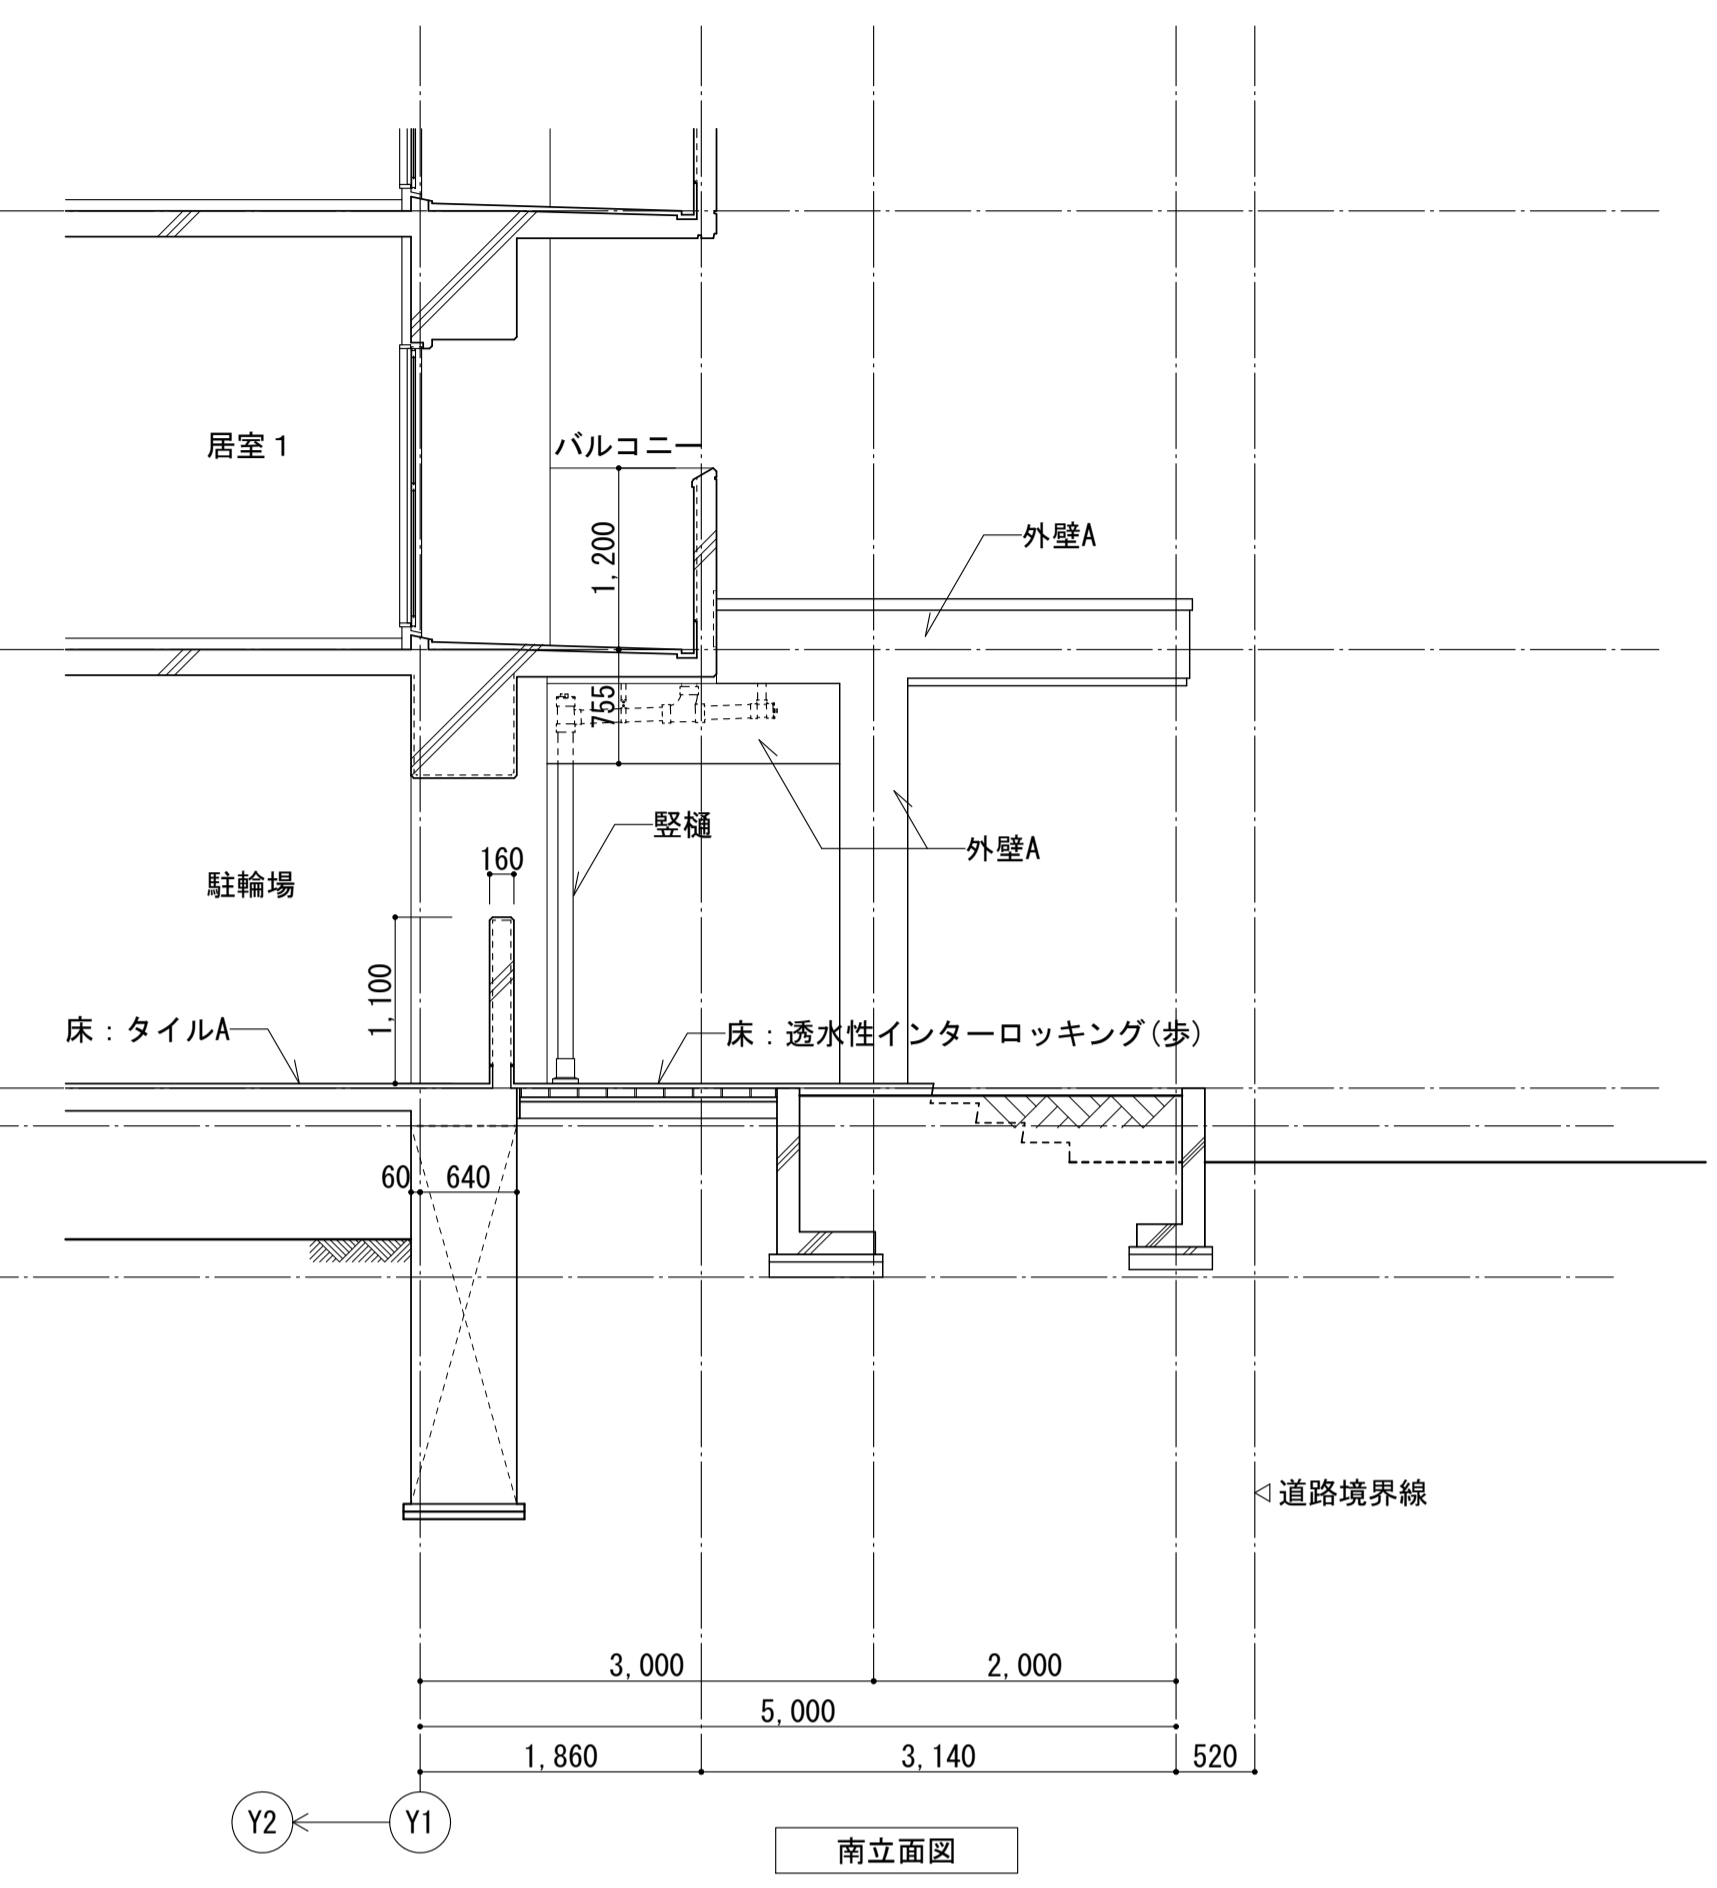 居室１
バルコニー
1,200
外壁A
755
竪樋
外壁A
160
駐輪場
1,100
床：タイルA
床：透水性インターロッキング(歩)
60
640
道路境界線
3,000
2,000
5,000
1,860
3,140
520
Y2
Y1
南立面図